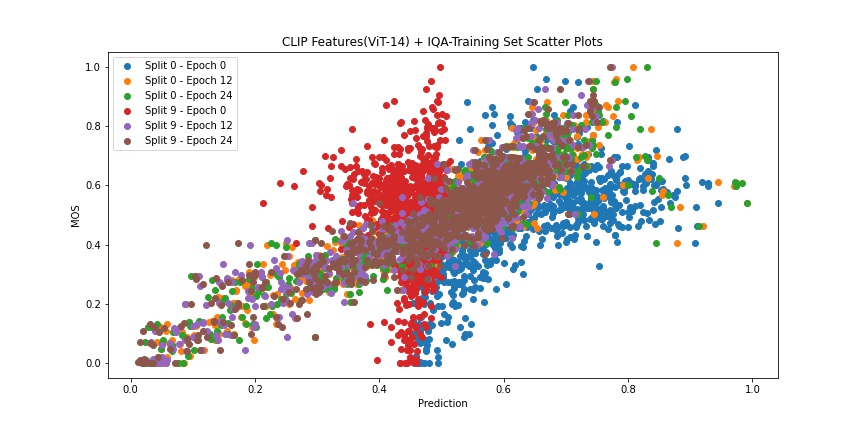 CLIP Features(ViT-14) + IQA-Training Set Scatter Plots
Split 0 - Epoch 0
Split 0 - Epoch 12
Split 0 - Epoch 24
Split 9 - Epoch 0
Split 9 - Epoch 12
Split 9 - Epoch 24
1.0
0.8
0.6
0.4
0.2
0.0
MOS
0.0 0.2 0.4 0.6 0.8 1.0
Prediction